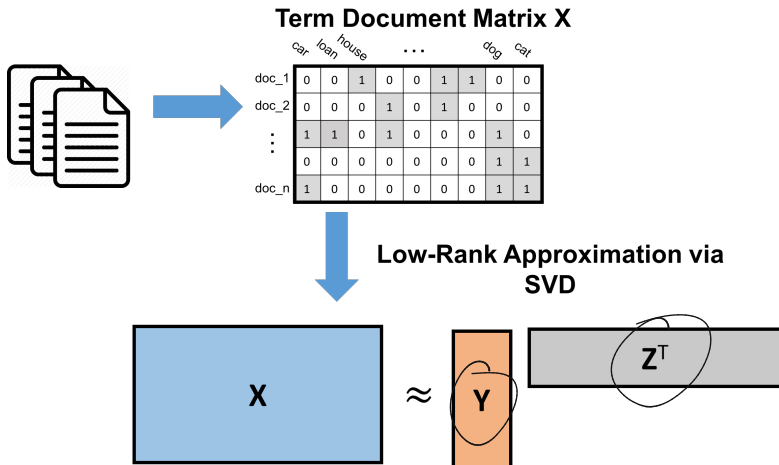 Term Document Matrix X
car loan house ... dog cat
doc_1 0 0 1 0 0 1 1 0 0
doc_2 0 0 0 1 0 1 0 0 0
⋮ 1 1 0 1 0 0 0 1 0
0 0 0 0 0 0 0 1 1
doc_n 1 0 0 0 0 0 0 1 1
Low-Rank Approximation via
SVD
X ≈ Y Zᵀ